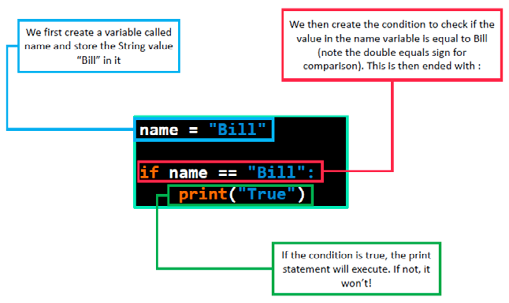 We first create a variable called
name and store the String value
"Bill" in it
We then create the condition to check if the
value in the name variable is equal to Bill
(note the double equals sign for
comparison). This is then ended with :
name = "Bill"
if name == "Bill":
print("True")
If the condition is true, the print
statement will execute. If not, it
won't!